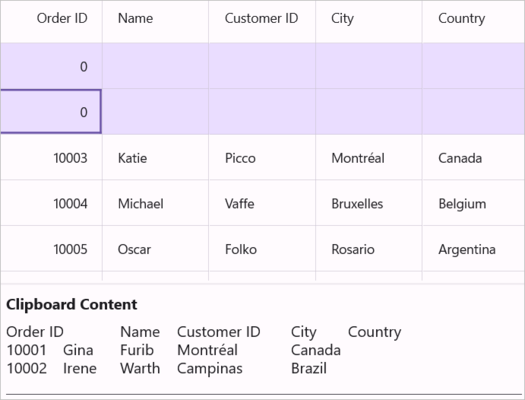 Order ID Name Customer ID City Country
0
0
10003 Katie Picco Montréal Canada
10004 Michael Vaffe Bruxelles Belgium
10005 Oscar Folko Rosario Argentina
Clipboard Content
Order ID Name Customer ID City Country
10001 Gina Furib Montréal Canada
10002 Irene Warth Campinas Brazil